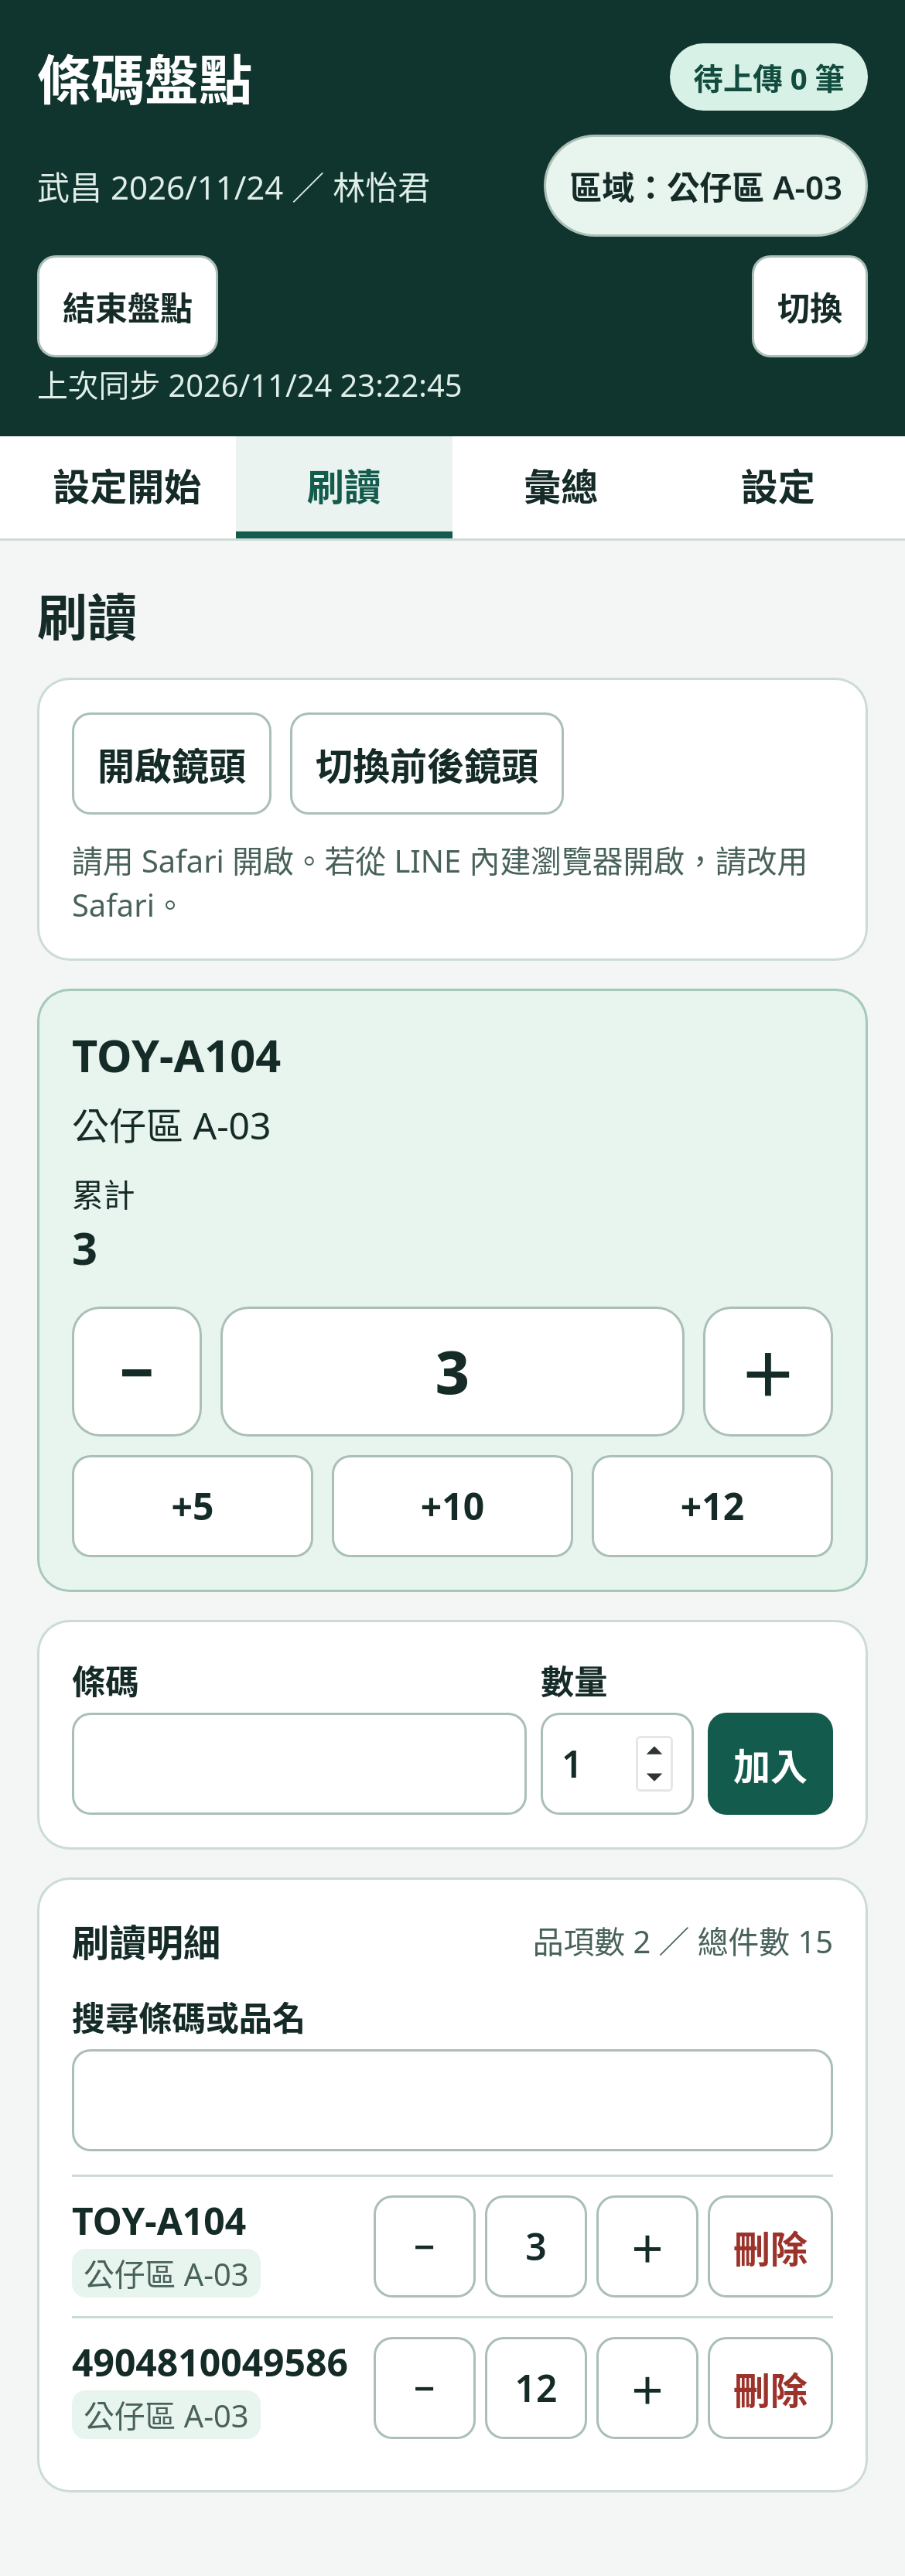 條碼盤點
待上傳 0 筆
武昌 2026/11/24 ／ 林怡君
區域：公仔區 A-03
結束盤點
切換
上次同步 2026/11/24 23:22:45
設定開始
刷讀
彙總
設定
刷讀
開啟鏡頭
切換前後鏡頭
請用 Safari 開啟。若從 LINE 內建瀏覽器開啟，請改用
Safari。
TOY-A104
公仔區 A-03
累計
3
−
3
＋
+5
+10
+12
條碼
數量
1
加入
刷讀明細
品項數 2 ／ 總件數 15
搜尋條碼或品名
TOY-A104
公仔區 A-03
−
3
＋
刪除
4904810049586
公仔區 A-03
−
12
＋
刪除